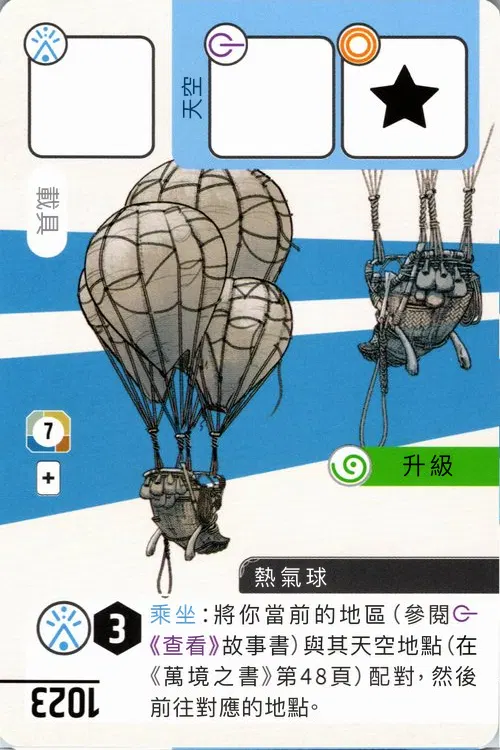 天空
載具
7
+
升級
熱氣球
3
乘坐：將你當前的地區（參閱
《查看》故事書）與其天空地點（在
《萬境之書》第48頁）配對，然後
前往對應的地點。
1023